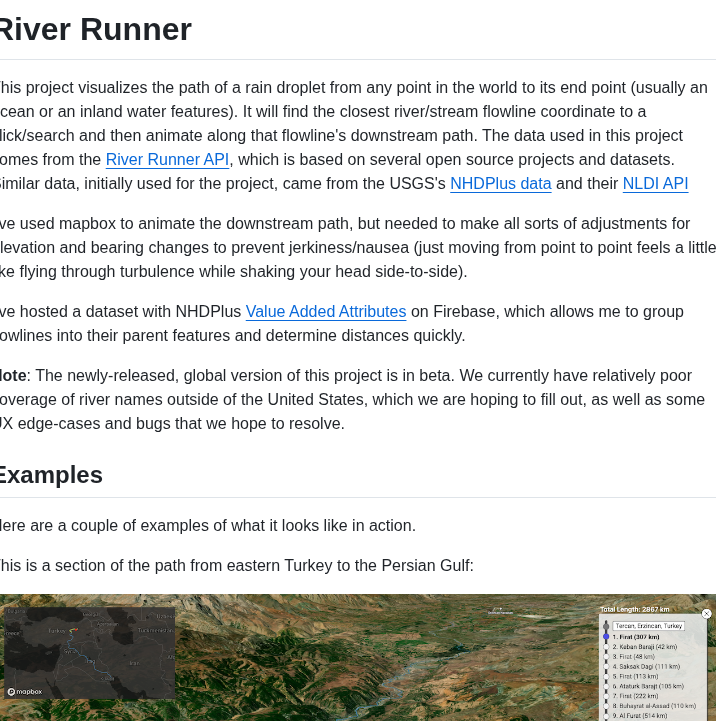 River Runner
his project visualizes the path of a rain droplet from any point in the world to its end point (usually an
cean or an inland water features). It will find the closest river/stream flowline coordinate to a
lick/search and then animate along that flowline's downstream path. The data used in this project
omes from the River Runner API, which is based on several open source projects and datasets.
Similar data, initially used for the project, came from the USGS's NHDPlus data and their NLDI API
've used mapbox to animate the downstream path, but needed to make all sorts of adjustments for
levation and bearing changes to prevent jerkiness/nausea (just moving from point to point feels a little
ke flying through turbulence while shaking your head side-to-side).
've hosted a dataset with NHDPlus Value Added Attributes on Firebase, which allows me to group
owlines into their parent features and determine distances quickly.
Note: The newly-released, global version of this project is in beta. We currently have relatively poor
overage of river names outside of the United States, which we are hoping to fill out, as well as some
UX edge-cases and bugs that we hope to resolve.
Examples
Here are a couple of examples of what it looks like in action.
This is a section of the path from eastern Turkey to the Persian Gulf:
Turkey
Syria
Iraq
Iran
Turkmenistan
mapbox
Total Length: 2867 km
Tercan, Erzincan, Turkey
1. Firat (307 km)
2. Keban Baraji (42 km)
3. Firat (48 km)
4. Saksak Dagi (111 km)
5. Firat (113 km)
6. Ataturk Baraji (105 km)
7. Firat (222 km)
8. Buhayrat al-Assad (110 km)
9. Al Furat (514 km)